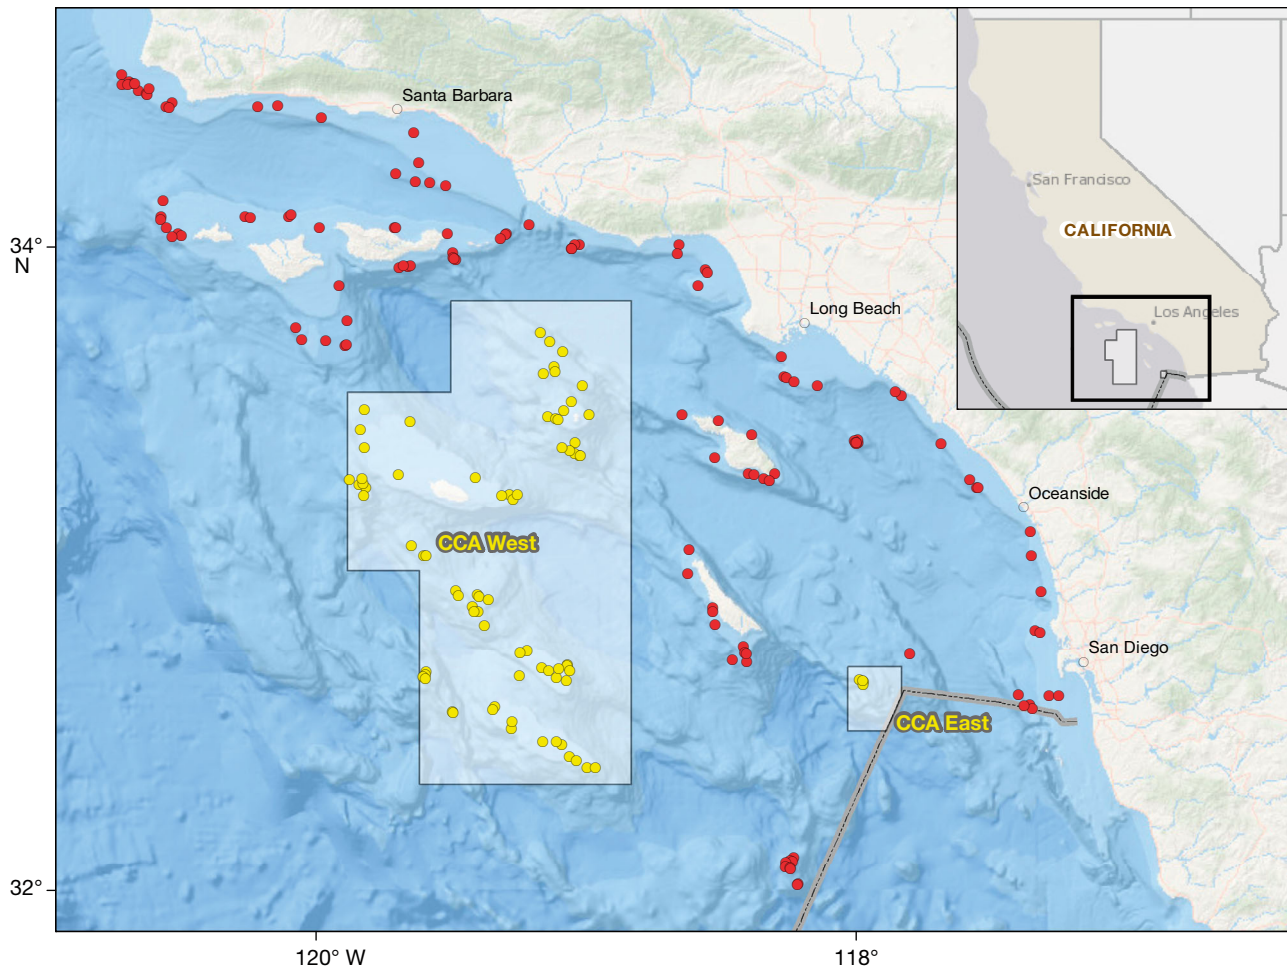 Santa Barbara
San Francisco
CALIFORNIA
34°
N
Long Beach
Los Angeles
Oceanside
CCA West
San Diego
CCA East
32°
120° W
118°